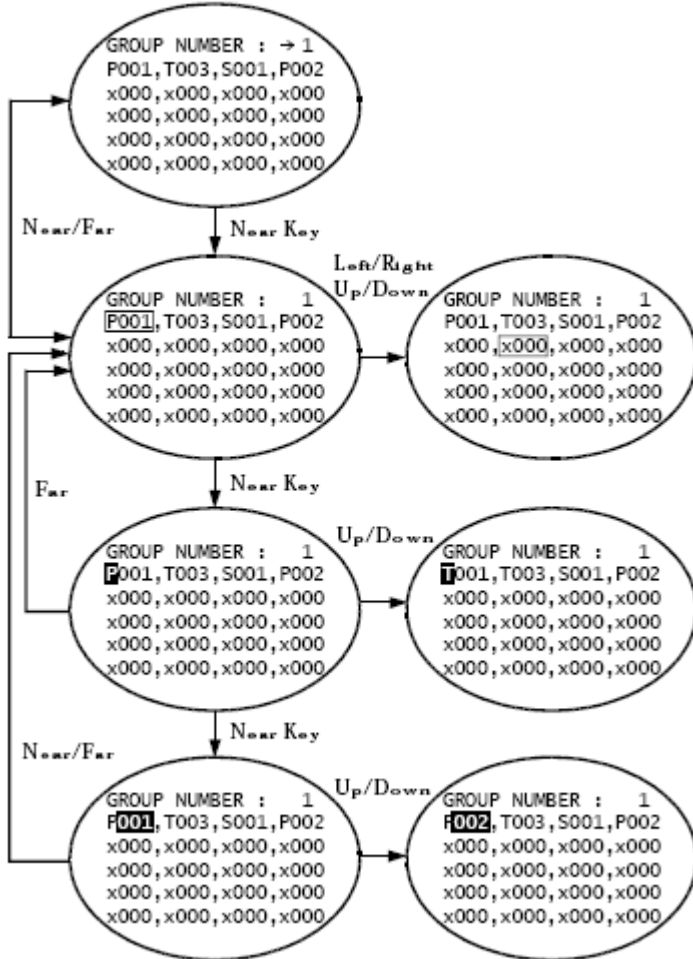 GROUP NUMBER : → 1
P001,T003,S001,P002
x000,x000,x000,x000
x000,x000,x000,x000
x000,x000,x000,x000
x000,x000,x000,x000
Near/Far
Near Key
Left/Right
Up/Down
GROUP NUMBER : 1
P001,T003,S001,P002
x000,x000,x000,x000
x000,x000,x000,x000
x000,x000,x000,x000
x000,x000,x000,x000
GROUP NUMBER : 1
P001,T003,S001,P002
x000,x000,x000,x000
x000,x000,x000,x000
x000,x000,x000,x000
x000,x000,x000,x000
Far
Near Key
Up/Down
GROUP NUMBER : 1
P001,T003,S001,P002
x000,x000,x000,x000
x000,x000,x000,x000
x000,x000,x000,x000
x000,x000,x000,x000
GROUP NUMBER : 1
T001,T003,S001,P002
x000,x000,x000,x000
x000,x000,x000,x000
x000,x000,x000,x000
x000,x000,x000,x000
Near/Far
Near Key
Up/Down
GROUP NUMBER : 1
P001,T003,S001,P002
x000,x000,x000,x000
x000,x000,x000,x000
x000,x000,x000,x000
x000,x000,x000,x000
GROUP NUMBER : 1
P002,T003,S001,P002
x000,x000,x000,x000
x000,x000,x000,x000
x000,x000,x000,x000
x000,x000,x000,x000